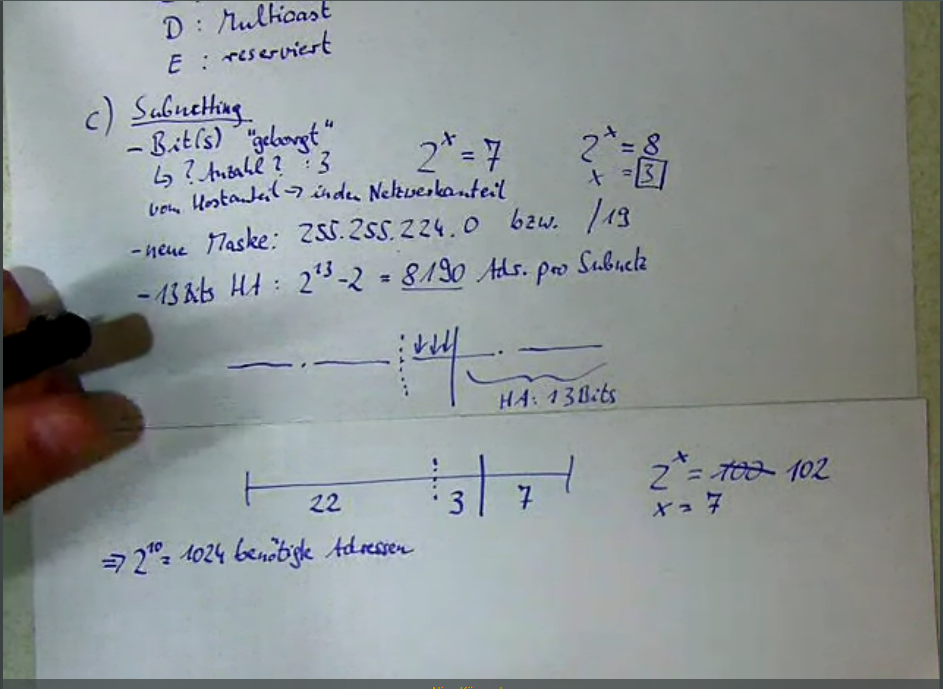 D : Multicast
E : reserviert
c) Subnetting
- Bit(s) "geborgt"
↳ ? Anzahl ? : 3
vom Hostanteil → in den Netzwerkanteil
2^x = 7
2^x = 8
x = 3
- neue Maske: 255.255.224.0 bzw. /19
- 13 Bits HA : 2^13 - 2 = 8190 Adr. pro Subnetz
HA: 13 Bits
22 3 7
2^x = 100 102
x = 7
⇒ 2^10 = 1024 benötigte Adressen